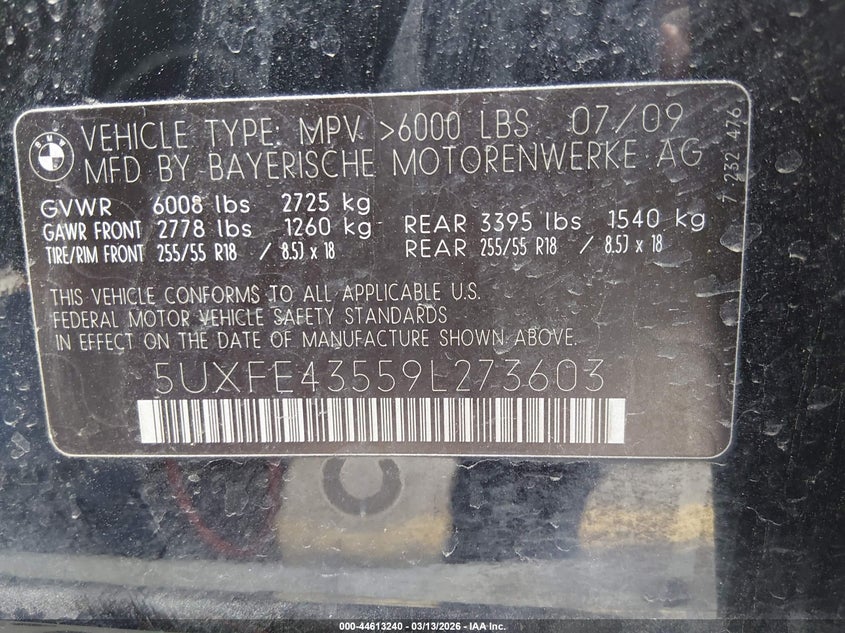 BMW
VEHICLE TYPE: MPV >6000 LBS 07/09
MFD BY BAYERISCHE MOTORENWERKE AG
GVWR 6008 lbs 2725 kg
GAWR FRONT 2778 lbs 1260 kg REAR 3395 lbs 1540 kg
TIRE/RIM FRONT 255/55 R18 / 8.5J x 18 REAR 255/55 R18 / 8.5J x 18
THIS VEHICLE CONFORMS TO ALL APPLICABLE U.S.
FEDERAL MOTOR VEHICLE SAFETY STANDARDS
IN EFFECT ON THE DATE OF MANUFACTURE SHOWN ABOVE.
5UXFE43559L273603
7 232 476
000-44613240 - 03/13/2026 - IAA Inc.